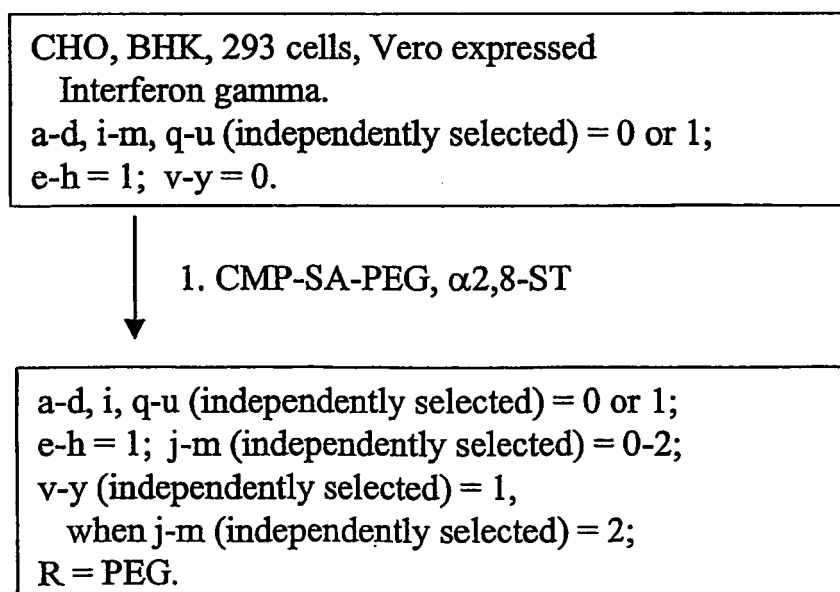 CHO, BHK, 293 cells, Vero expressed
Interferon gamma.
a-d, i-m, q-u (independently selected) = 0 or 1;
e-h = 1; v-y = 0.
1. CMP-SA-PEG, α2,8-ST
a-d, i, q-u (independently selected) = 0 or 1;
e-h = 1; j-m (independently selected) = 0-2;
v-y (independently selected) = 1,
when j-m (independently selected) = 2;
R = PEG.